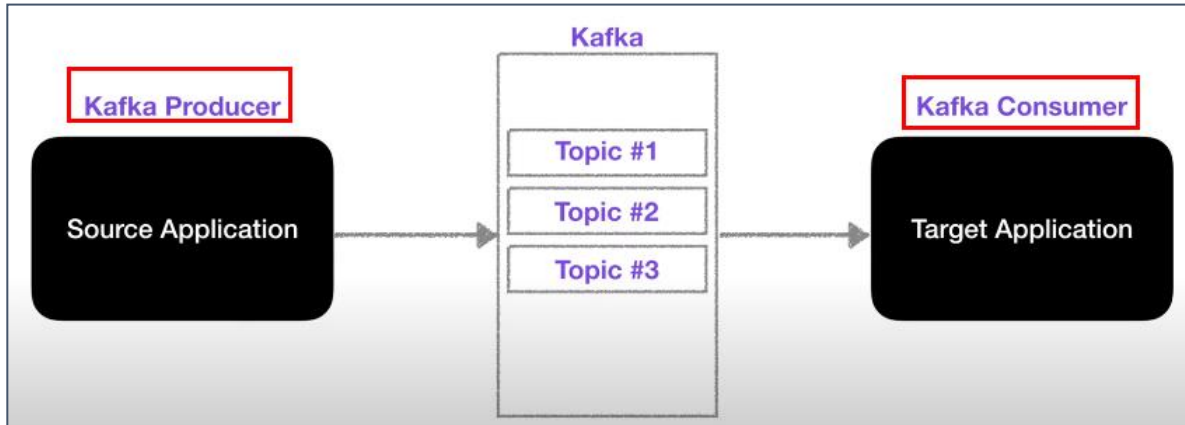 Kafka
Kafka Producer
Kafka Consumer
Topic #1
Topic #2
Topic #3
Source Application
Target Application